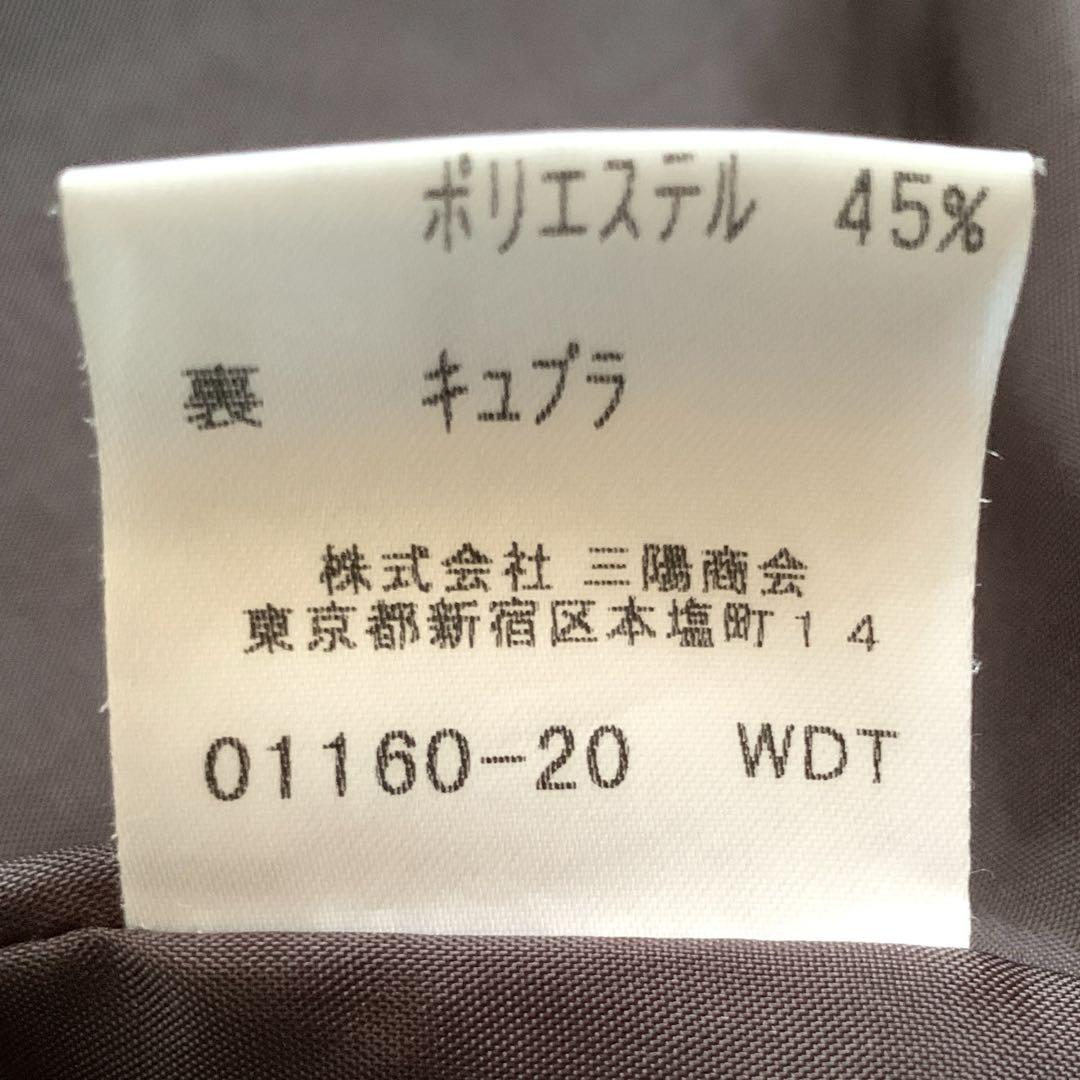 ポリエステル 45%
裏 キュプラ
株式会社 三陽商会
東京都新宿区本塩町14
01160-20 WDT